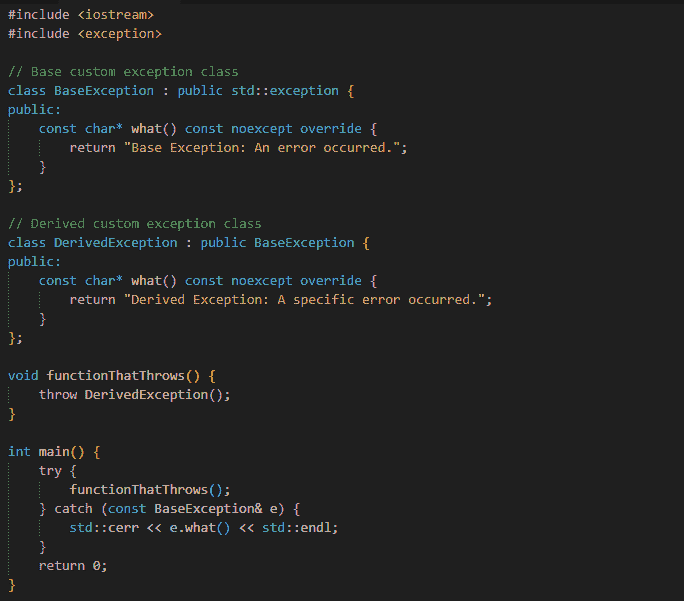 #include <iostream>
#include <exception>

// Base custom exception class
class BaseException : public std::exception {
public:
    const char* what() const noexcept override {
        return "Base Exception: An error occurred.";
    }
};

// Derived custom exception class
class DerivedException : public BaseException {
public:
    const char* what() const noexcept override {
        return "Derived Exception: A specific error occurred.";
    }
};

void functionThatThrows() {
    throw DerivedException();
}

int main() {
    try {
        functionThatThrows();
    } catch (const BaseException& e) {
        std::cerr << e.what() << std::endl;
    }
    return 0;
}